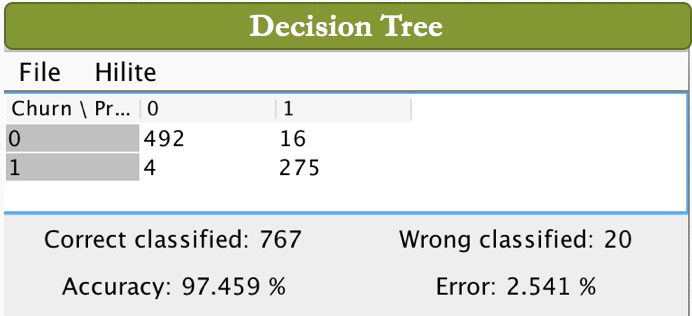 Decision Tree
File Hilite
Churn \ Pr... 0 1
0 492 16
1 4 275
Correct classified: 767 Wrong classified: 20
Accuracy: 97.459 % Error: 2.541 %